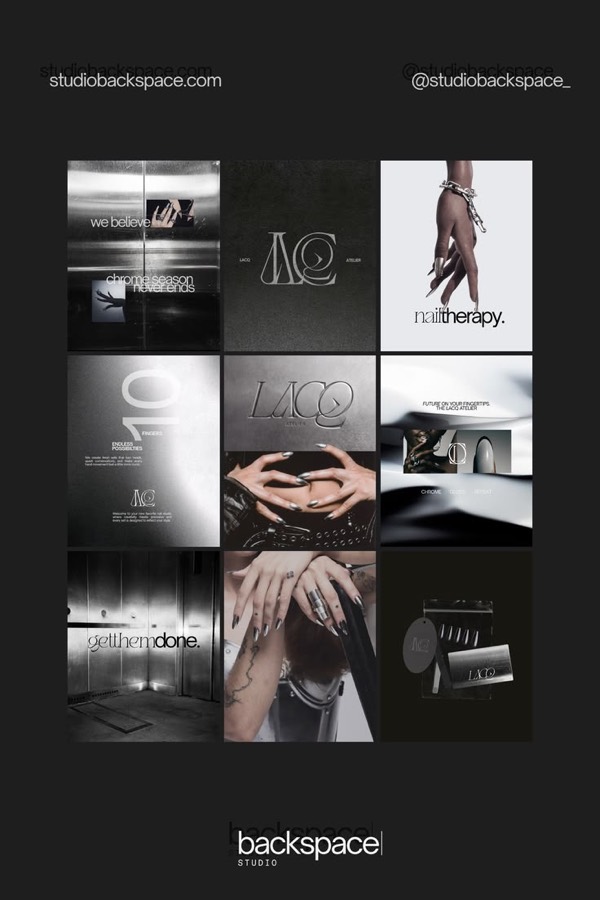 studiobackspace.com
@studiobackspace_
we believe
chrome season
never ends
LACQ
ATELIER
nailtherapy.
10
FINGERS
ENDLESS
POSSIBILITIES
LACQ
FUTURE ON YOUR FINGERTIPS.
THE LACQ ATELIER
CHROME
getthemdone.
LACQ
backspace
STUDIO